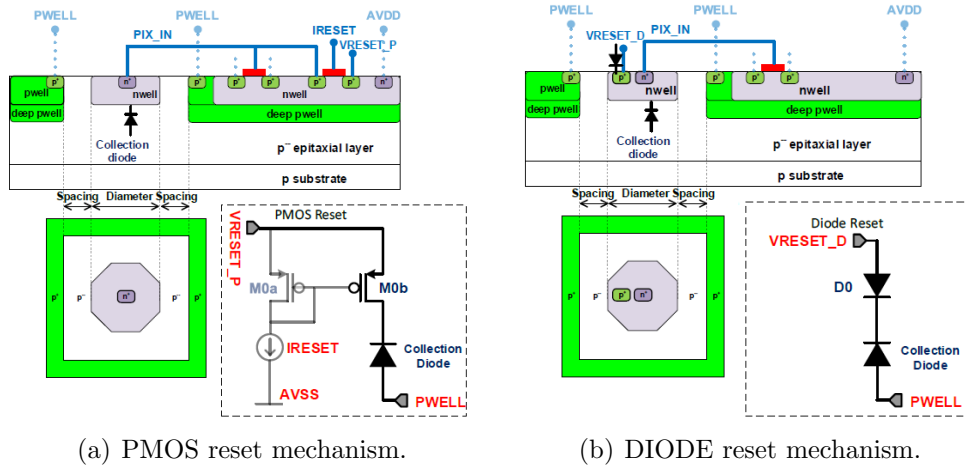 PWELL
PWELL
IRESET
AVDD
PIX_IN
VRESET_P
p+
n+
p+
p+
p+
p+
p+
n+
pwell
nwell
nwell
deep pwell
deep pwell
Collection
diode
p⁻ epitaxial layer
p substrate
Spacing
Diameter
Spacing
p+
p⁻
n+
p⁻
p+
PMOS Reset
VRESET_P
M0a
M0b
IRESET
Collection
Diode
AVSS
PWELL
(a) PMOS reset mechanism.
PWELL
PWELL
AVDD
VRESET_D
PIX_IN
p+
p+
n+
p+
p+
p+
n+
pwell
nwell
nwell
deep pwell
deep pwell
Collection
diode
p⁻ epitaxial layer
p substrate
Spacing
Diameter
Spacing
p+
p⁻
p+
n+
p⁻
p+
Diode Reset
VRESET_D
D0
Collection
Diode
PWELL
(b) DIODE reset mechanism.